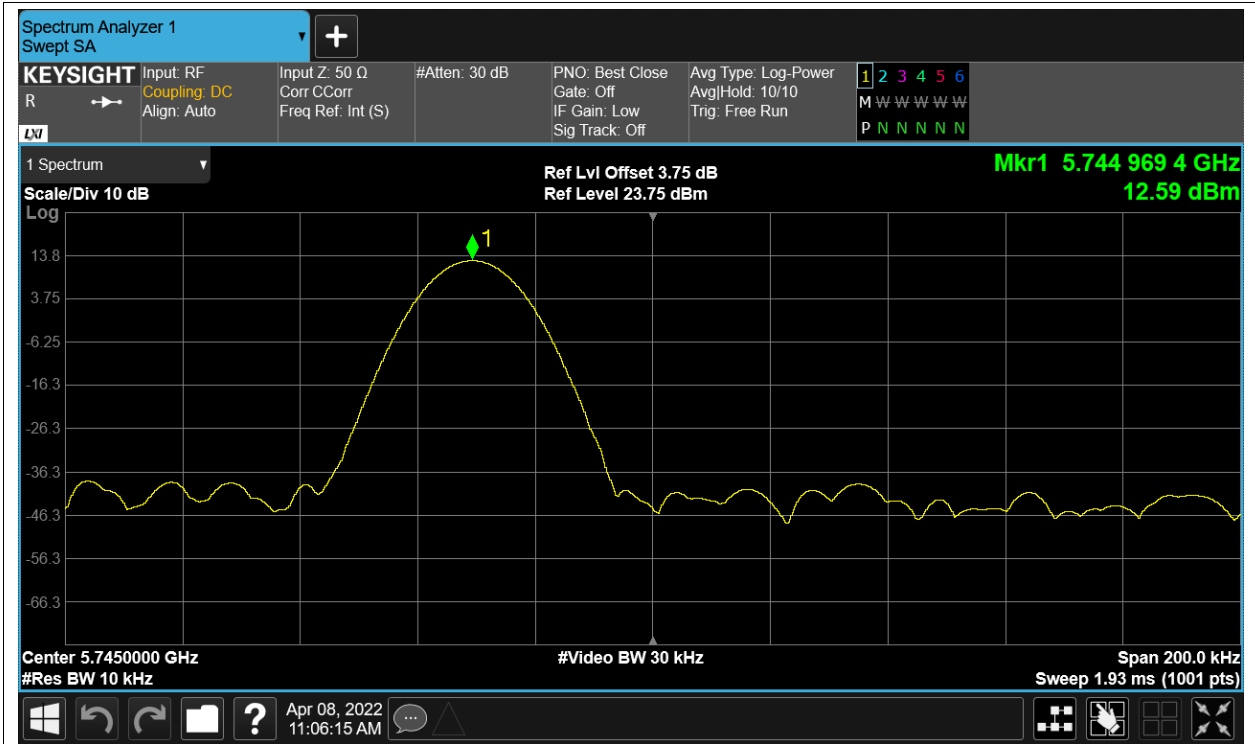 Spectrum Analyzer 1
Swept SA
KEYSIGHT
R
LXI
Input: RF
Coupling: DC
Align: Auto
Input Z: 50 Ω
Corr CCorr
Freq Ref: Int (S)
#Atten: 30 dB
PNO: Best Close
Gate: Off
IF Gain: Low
Sig Track: Off
Avg Type: Log-Power
Avg|Hold: 10/10
Trig: Free Run
1 2 3 4 5 6
M W W W W W
P N N N N N
1 Spectrum
Scale/Div 10 dB
Log
Ref Lvl Offset 3.75 dB
Ref Level 23.75 dBm
Mkr1 5.744 969 4 GHz
12.59 dBm
1
13.8
3.75
-6.25
-16.3
-26.3
-36.3
-46.3
-56.3
-66.3
Center 5.7450000 GHz
#Res BW 10 kHz
#Video BW 30 kHz
Span 200.0 kHz
Sweep 1.93 ms (1001 pts)
?
Apr 08, 2022
11:06:15 AM